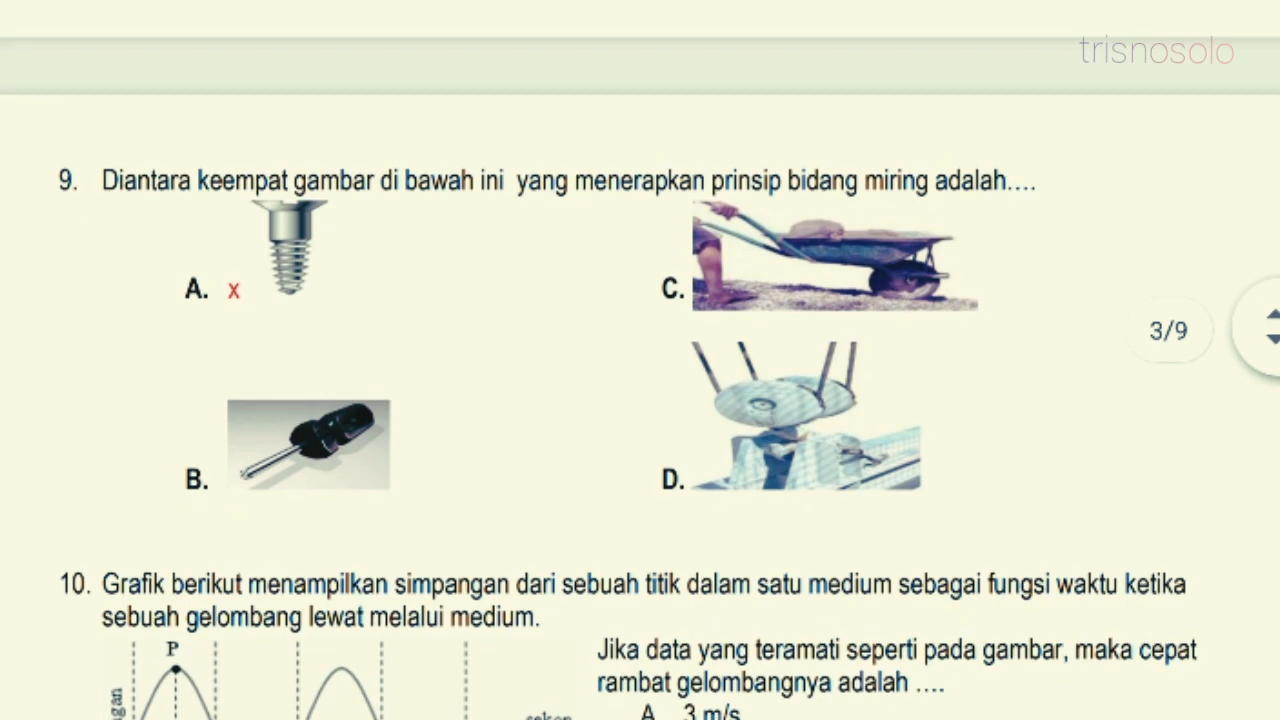 trisnosolo
9. Diantara keempat gambar di bawah ini yang menerapkan prinsip bidang miring adalah....
A. x
C.
3/9
B.
D.
10. Grafik berikut menampilkan simpangan dari sebuah titik dalam satu medium sebagai fungsi waktu ketika
sebuah gelombang lewat melalui medium.
P
Jika data yang teramati seperti pada gambar, maka cepat
rambat gelombangnya adalah ....
A 3 m/s